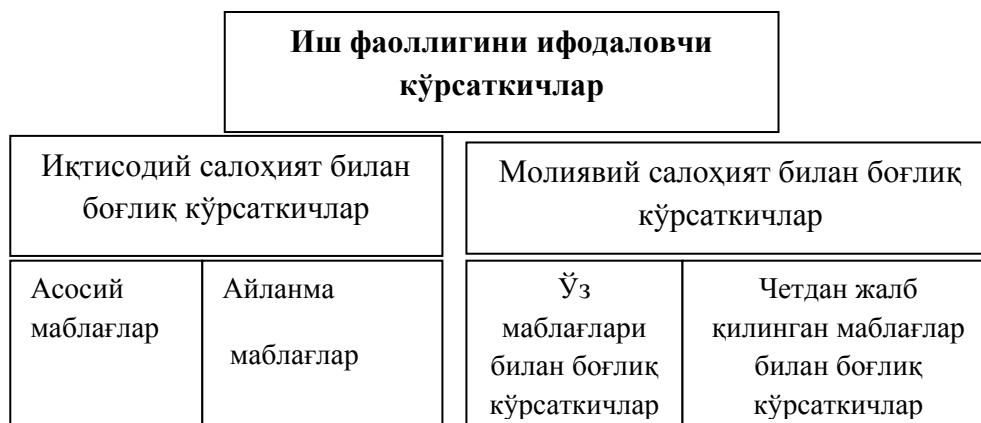 Иш фаоллигини ифодаловчи
кўрсаткичлар
Иқтисодий салоҳият билан
боғлиқ кўрсаткичлар
Молиявий салоҳият билан боғлиқ
кўрсаткичлар
Асосий
маблағлар
Айланма
маблағлар
Ўз
маблағлари
билан боғлиқ
кўрсаткичлар
Четдан жалб
қилинган маблағлар
билан боғлиқ
кўрсаткичлар